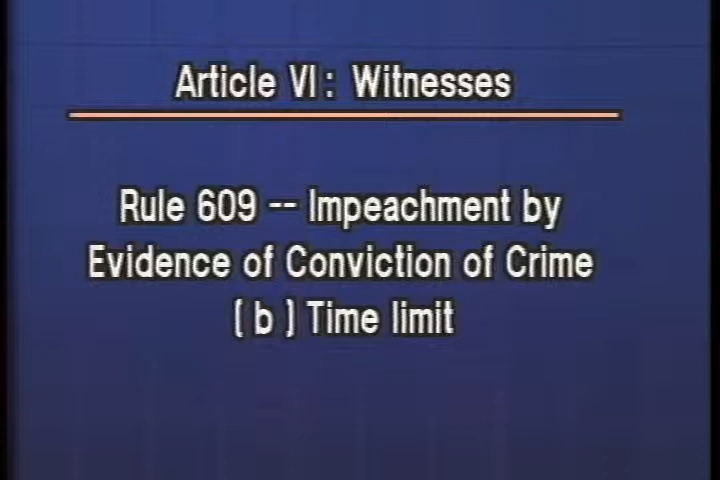 Article VI: Witnesses
Rule 609 -- Impeachment by
Evidence of Conviction of Crime
(b) Time limit